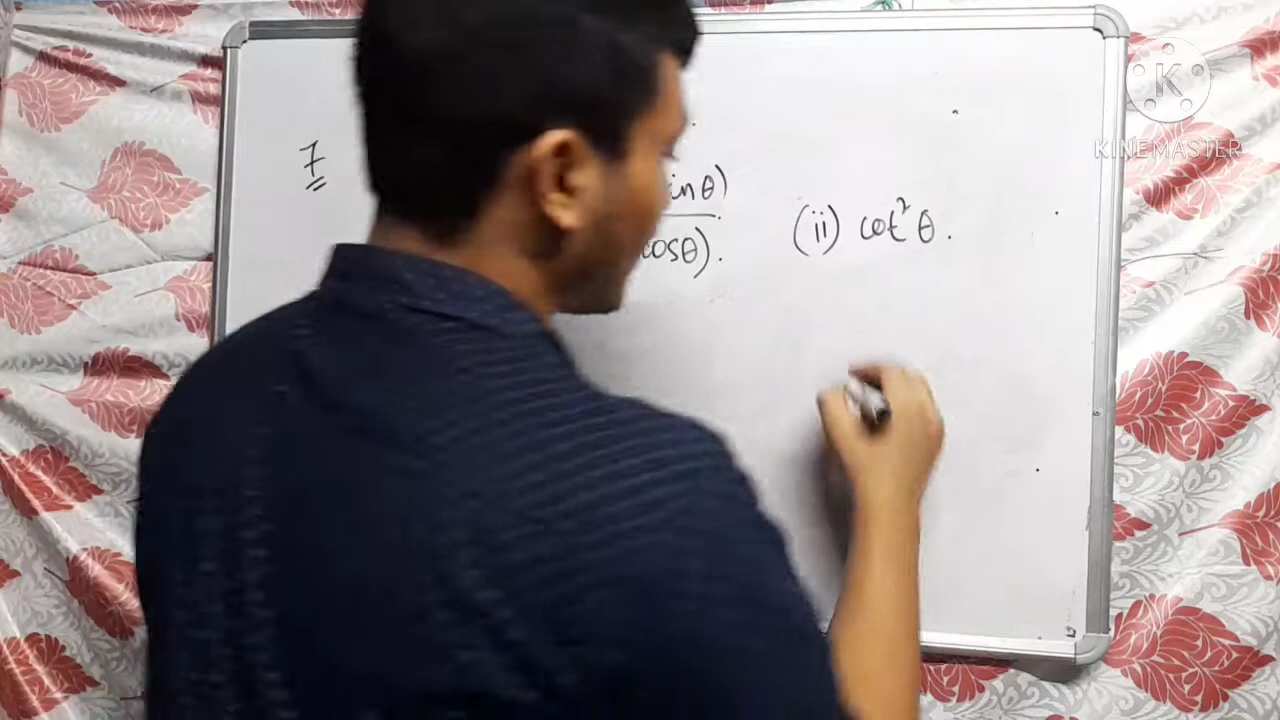 7
inθ)
cosθ). (ii) cot²θ.
K
KINEMASTER